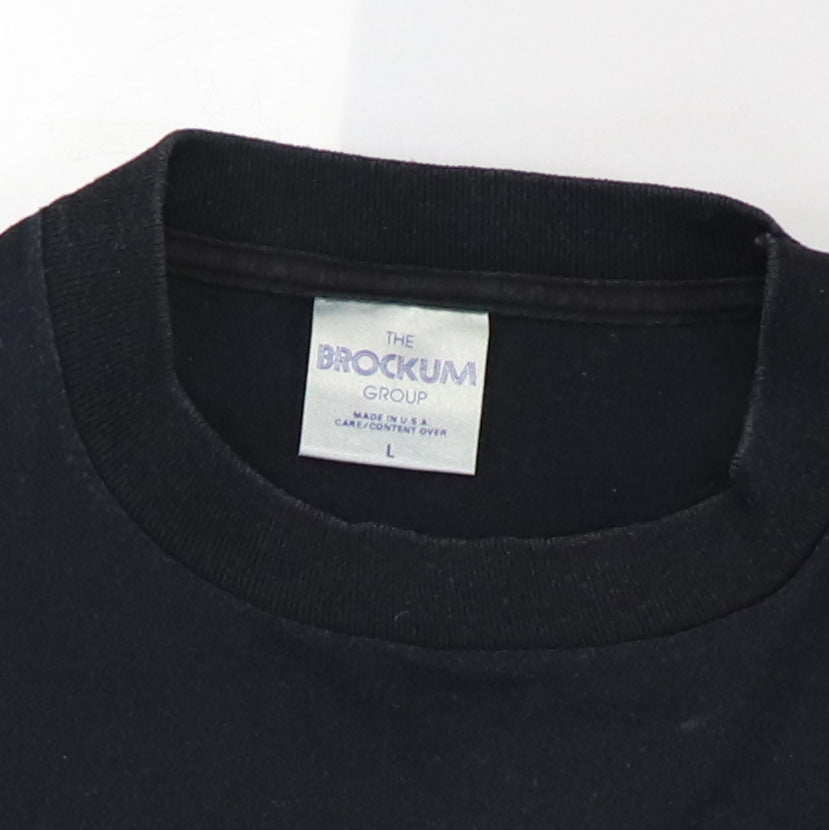 THE
BROCKUM
GROUP
MADE IN U.S.A.
CARE/CONTENT OVER
L